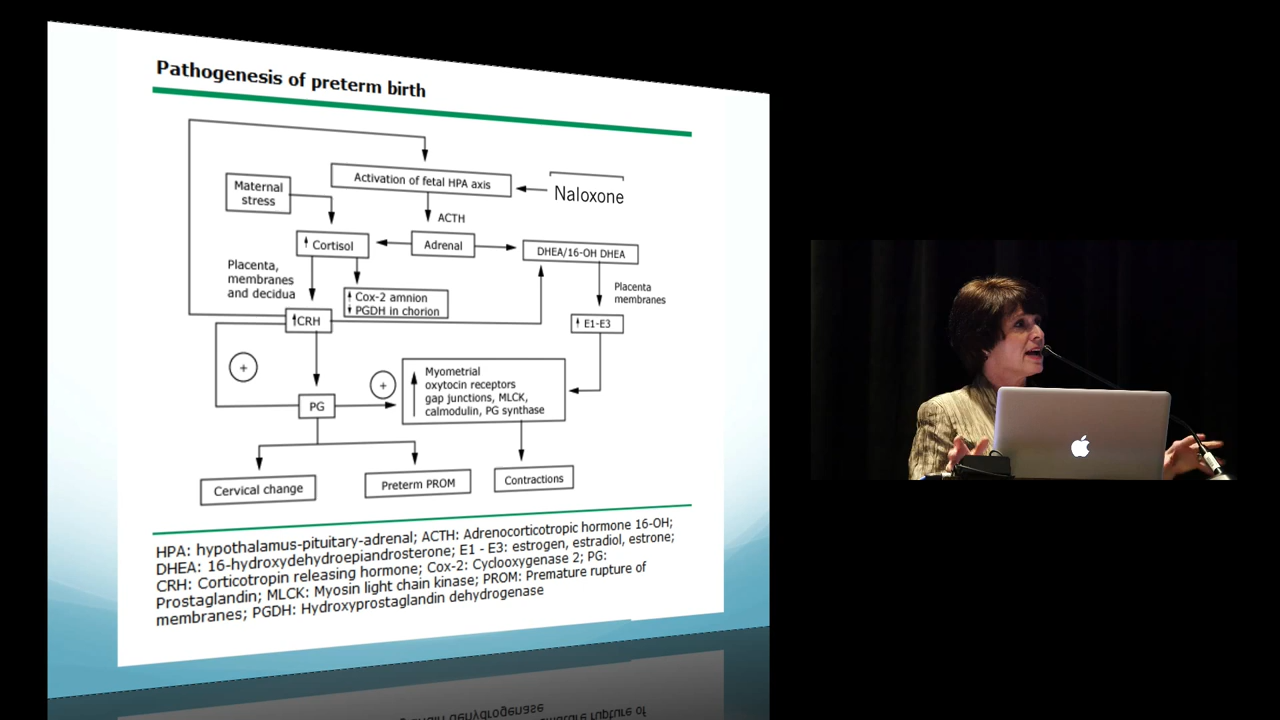 Pathogenesis of preterm birth
Activation of fetal HPA axis
Naloxone
Maternal
stress
ACTH
Cortisol
Adrenal
DHEA/16-OH DHEA
Placenta,
membranes
and decidua
Cox-2 amnion
PGDH in chorion
Placenta
membranes
CRH
E1-E3
+
+
Myometrial
oxytocin receptors
gap junctions, MLCK,
calmodulin, PG synthase
PG
Cervical change
Preterm PROM
Contractions
HPA: hypothalamus-pituitary-adrenal; ACTH: Adrenocorticotropic hormone 16-OH;
DHEA: 16-hydroxydehydroepiandrosterone; E1 - E3: estrogen, estradiol, estrone;
CRH: Corticotropin releasing hormone; Cox-2: Cyclooxygenase 2; PG:
Prostaglandin; MLCK: Myosin light chain kinase; PROM: Premature rupture of
membranes; PGDH: Hydroxyprostaglandin dehydrogenase